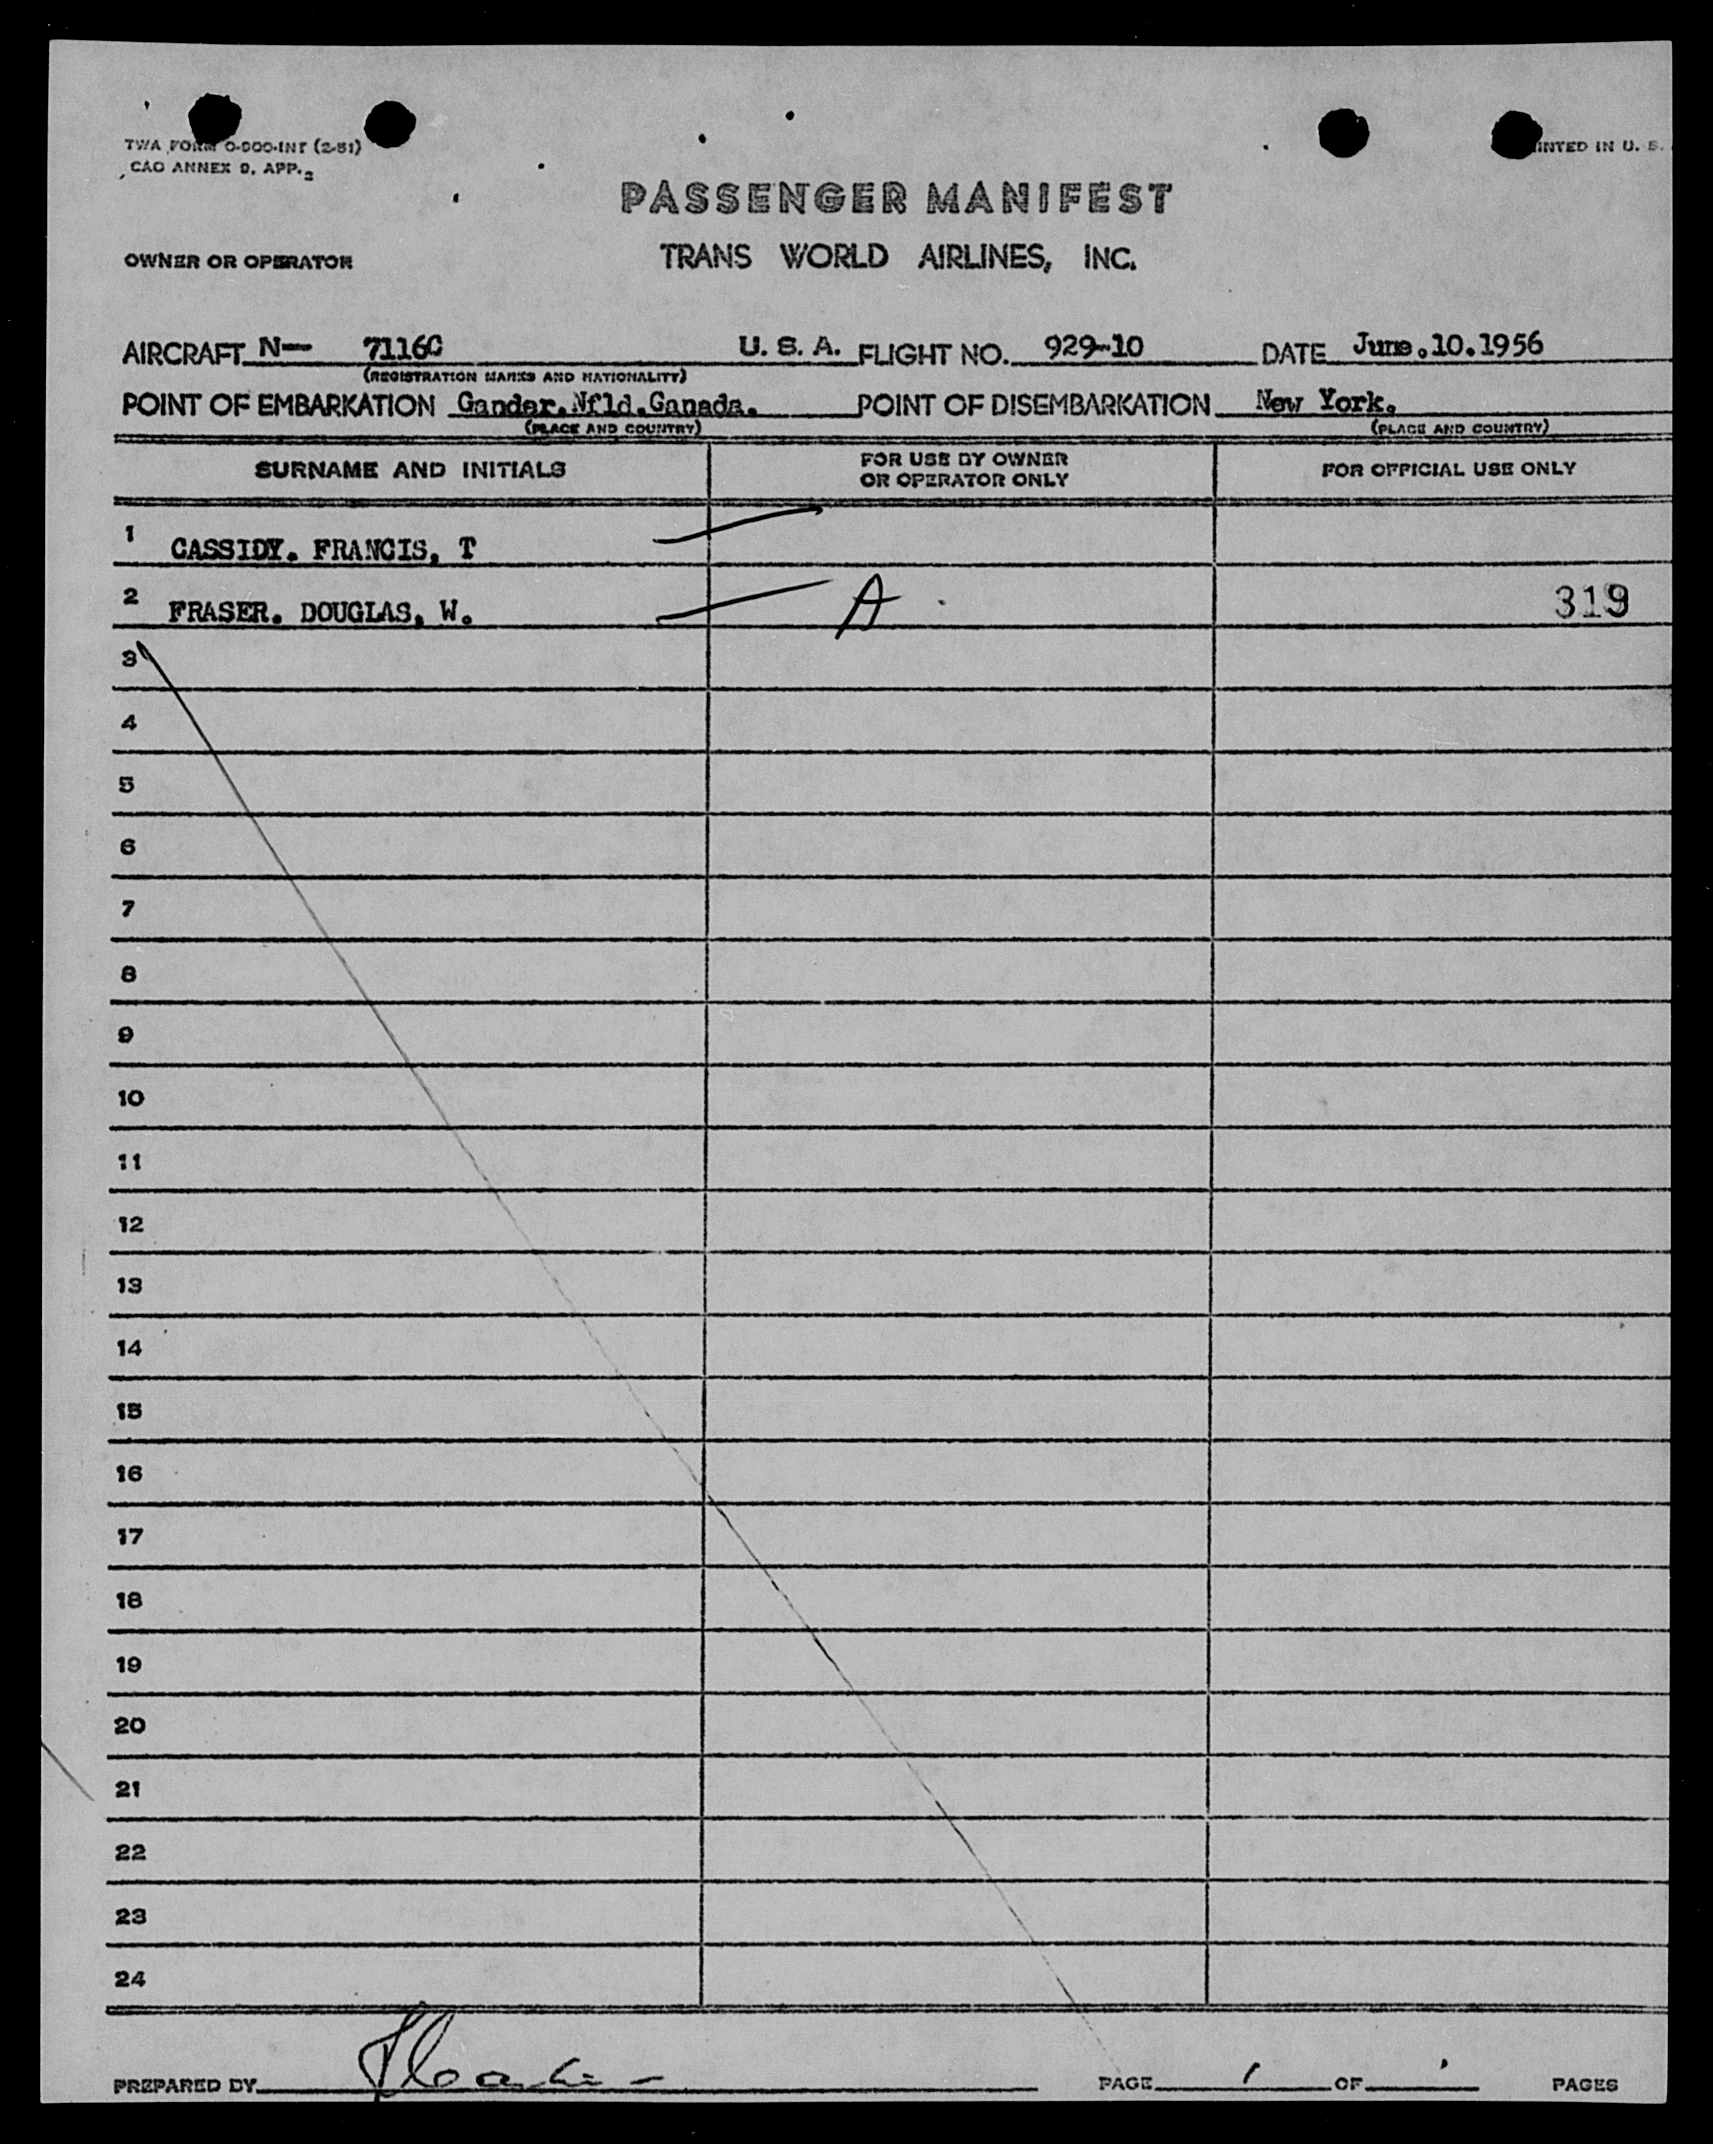 TWA FORM O-900-INT (2-51)
CAO ANNEX 9, APP. 2
INTED IN U. S.
PASSENGER MANIFEST
OWNER OR OPERATOR TRANS WORLD AIRLINES, INC.
AIRCRAFT N— 7116C U. S. A. FLIGHT NO. 929-10 DATE June.10.1956
(REGISTRATION MARKS AND NATIONALITY)
POINT OF EMBARKATION Gander.Nfld.Canada. POINT OF DISEMBARKATION New York.
(PLACE AND COUNTRY) (PLACE AND COUNTRY)
SURNAME AND INITIALS FOR USE BY OWNER OR OPERATOR ONLY FOR OFFICIAL USE ONLY
1 CASSIDY. FRANCIS. T
2 FRASER. DOUGLAS. W. A 319
3
4
5
6
7
8
9
10
11
12
13
14
15
16
17
18
19
20
21
22
23
24
PREPARED BY PAGE 1 OF 1 PAGES